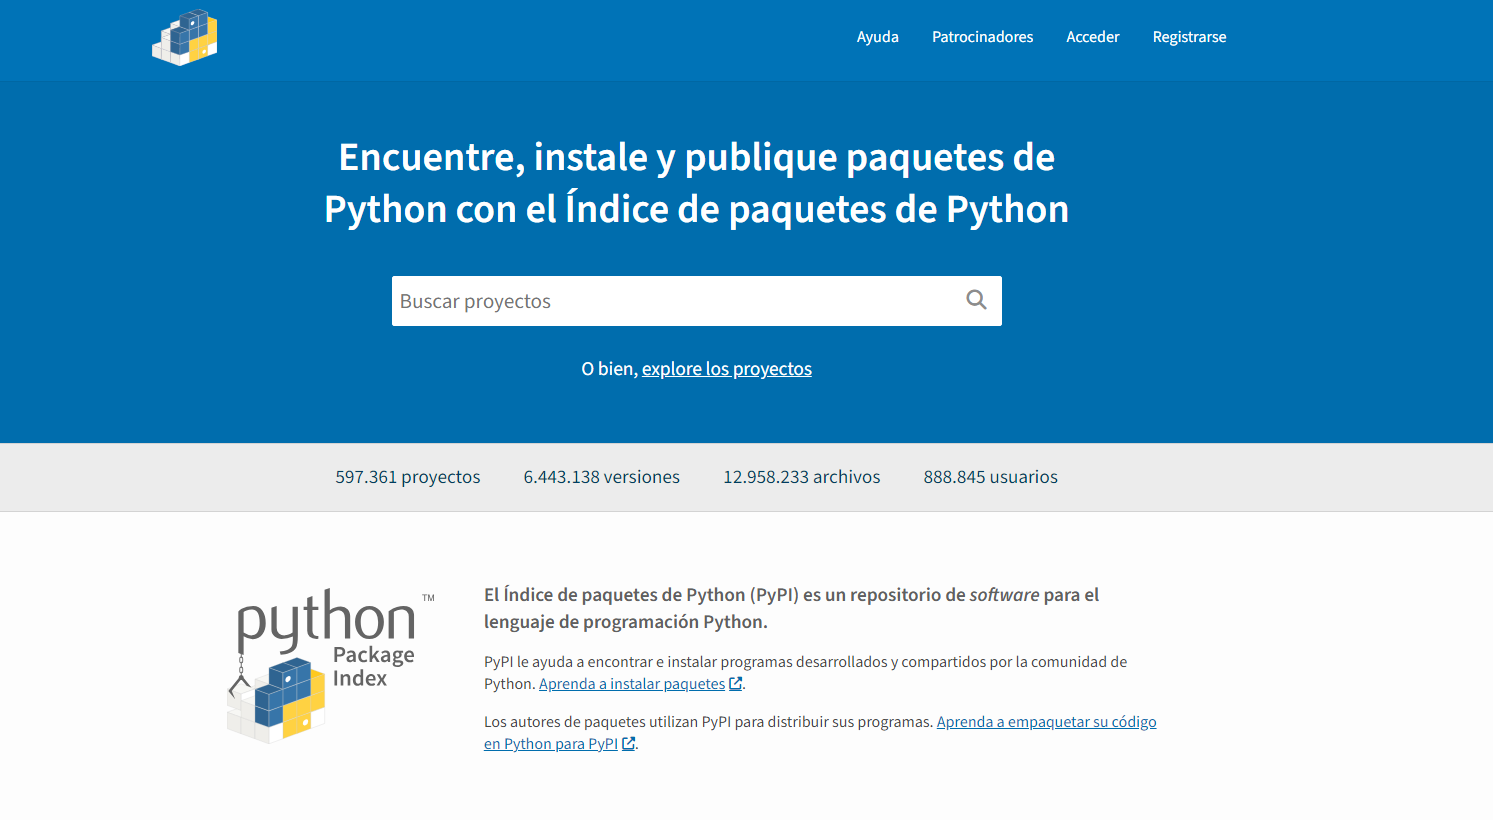 Ayuda Patrocinadores Acceder Registrarse
Encuentre, instale y publique paquetes de
Python con el Índice de paquetes de Python
Buscar proyectos
O bien, explore los proyectos
597.361 proyectos 6.443.138 versiones 12.958.233 archivos 888.845 usuarios
python™
Package
Index
El Índice de paquetes de Python (PyPI) es un repositorio de software para el
lenguaje de programación Python.
PyPI le ayuda a encontrar e instalar programas desarrollados y compartidos por la comunidad de
Python. Aprenda a instalar paquetes.
Los autores de paquetes utilizan PyPI para distribuir sus programas. Aprenda a empaquetar su código
en Python para PyPI.